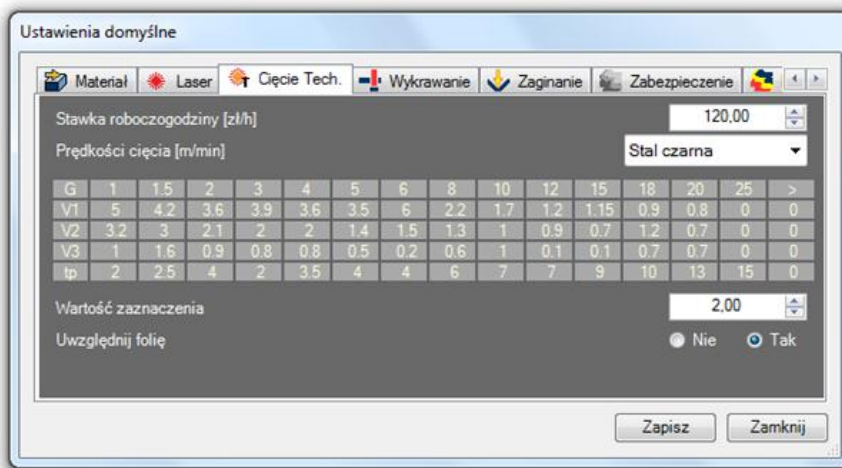 Ustawienia domyślne
Materiał Laser Cięcie Tech. Wykrawanie Zaginanie Zabezpieczenie
Stawka roboczogodziny [zł/h] 120,00
Prędkości cięcia [m/min] Stal czarna
G 1 1.5 2 3 4 5 6 8 10 12 15 18 20 25 >
V1 5 4.2 3.6 3.9 3.6 3.5 6 2.2 1.7 1.2 1.15 0.9 0.8 0 0
V2 3.2 3 2.1 2 2 1.4 1.5 1.3 1 0.9 0.7 1.2 0.7 0 0
V3 1 1.6 0.9 0.8 0.8 0.5 0.2 0.6 1 0.1 0.1 0.7 0.7 0 0
tp 2 2.5 4 2 3.5 4 4 6 7 7 9 10 13 15 0
Wartość zaznaczenia 2,00
Uwzględnij folię Nie Tak
Zapisz Zamknij